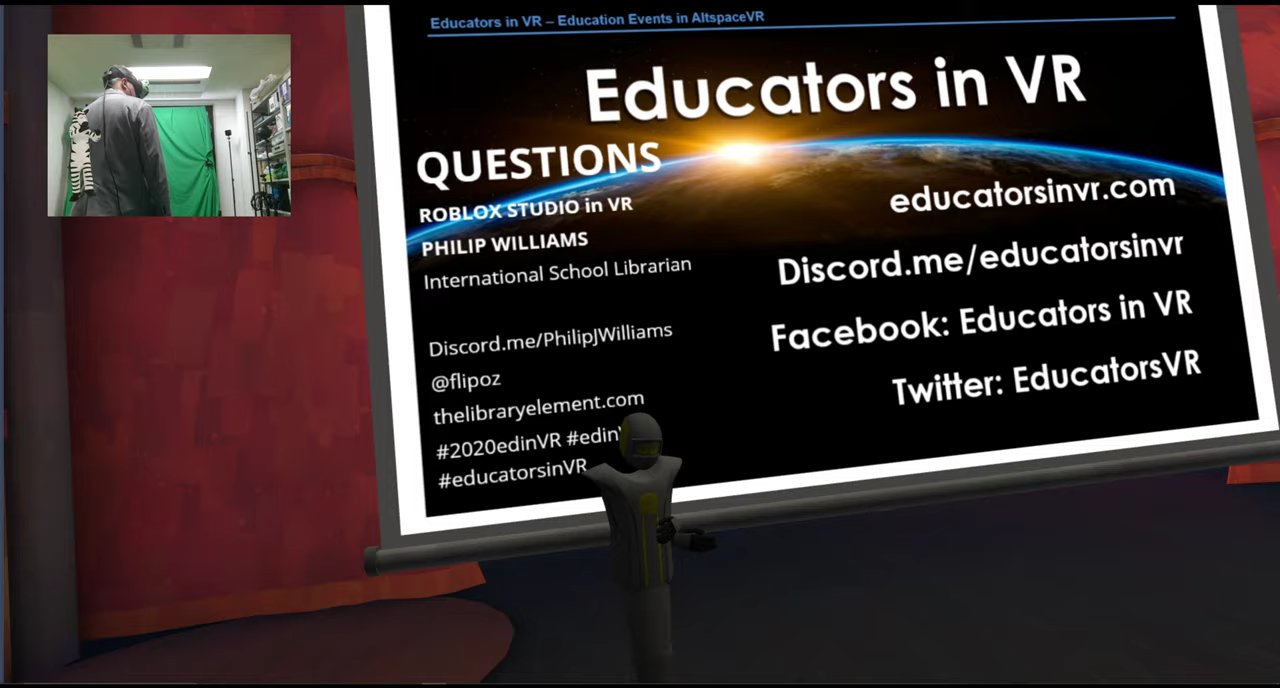 Educators in VR – Education Events in AltspaceVR
Educators in VR
QUESTIONS
ROBLOX STUDIO in VR
PHILIP WILLIAMS
International School Librarian
Discord.me/PhilipJWilliams
@flipoz
thelibraryelement.com
#2020edinVR
#educatorsinVR
educatorsinvr.com
Discord.me/educatorsinvr
Facebook: Educators in VR
Twitter: EducatorsVR